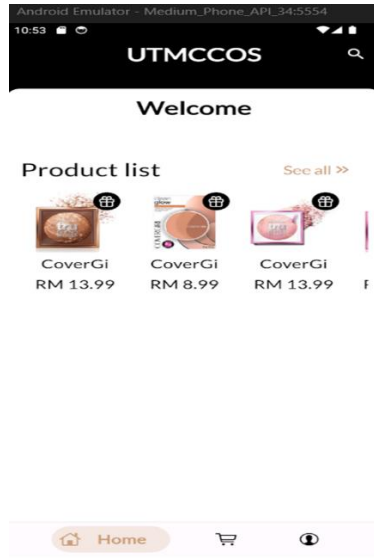 Android Emulator - Medium_Phone_API_34:5554
10:53
UTMCCOS
Welcome
Product list
See all >>
CoverGi CoverGi CoverGi
RM 13.99 RM 8.99 RM 13.99
Home